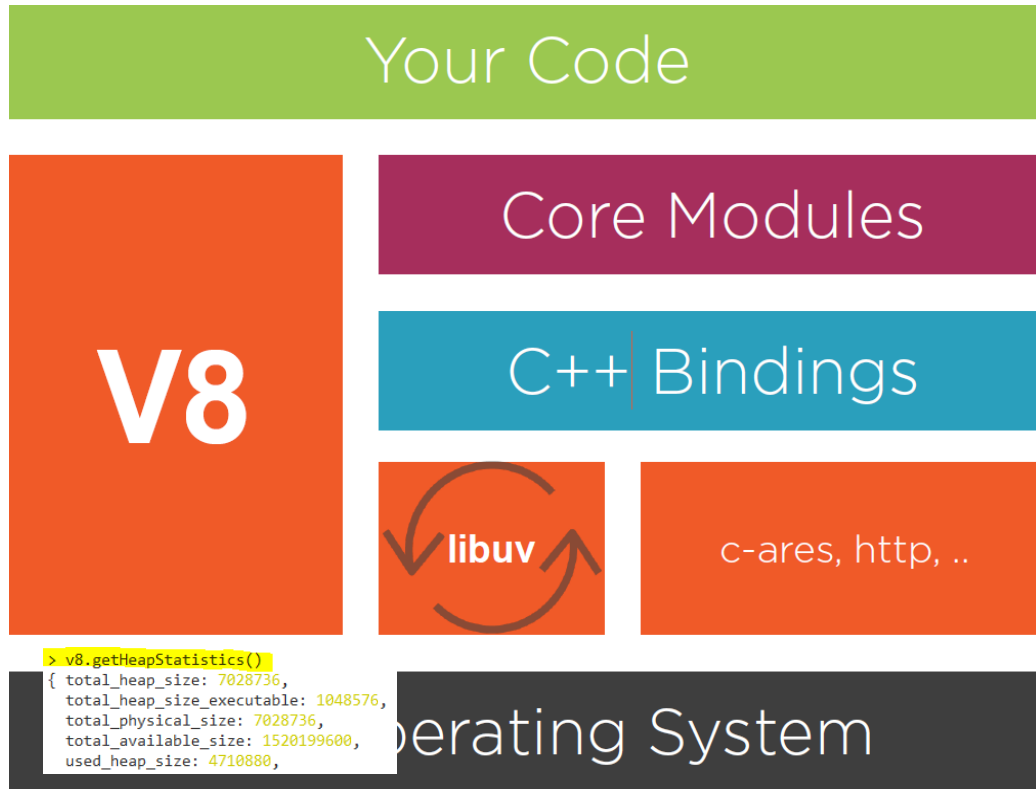 Your Code
V8
Core Modules
C++ Bindings
libuv
c-ares, http, ..
> v8.getHeapStatistics()
{ total_heap_size: 7028736,
total_heap_size_executable: 1048576,
total_physical_size: 7028736,
total_available_size: 1520199600,
used_heap_size: 4710880,
perating System